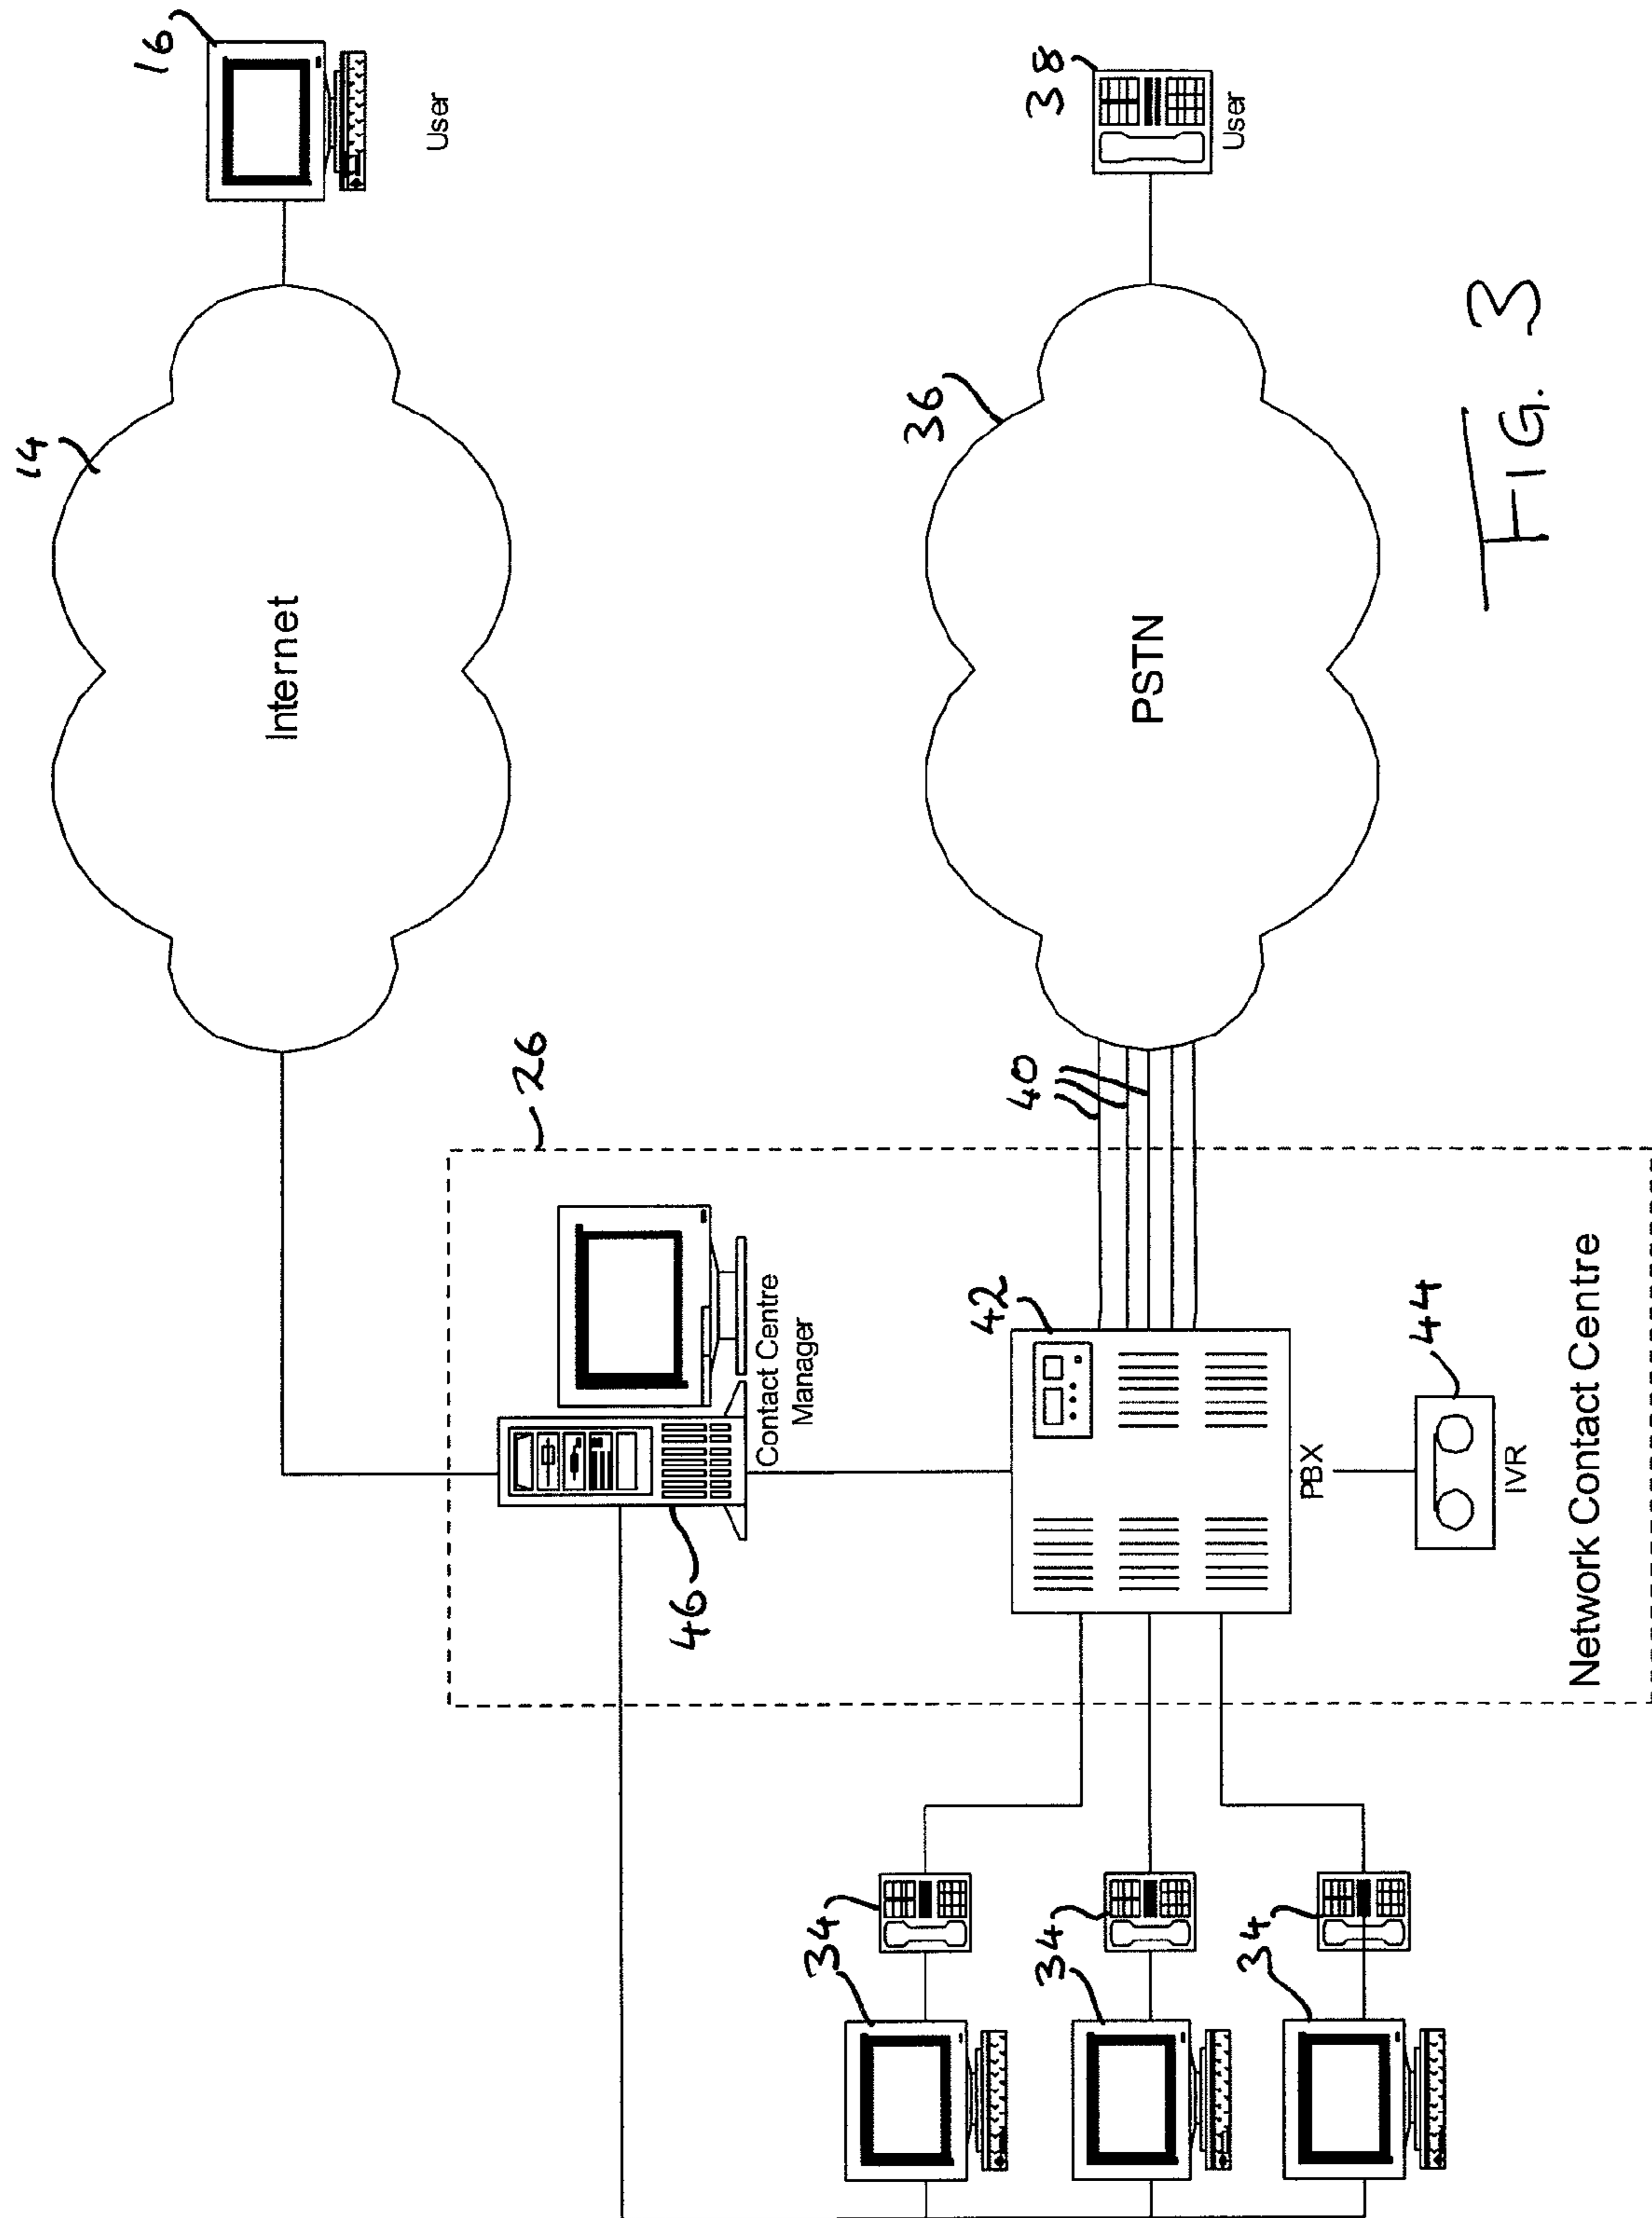 16
User
14
Internet
26
Contact Centre
Manager
46
38
User
36
PSTN
40
42
PBX
44
IVR
Network Contact Centre
34
34
34
FIG. 3